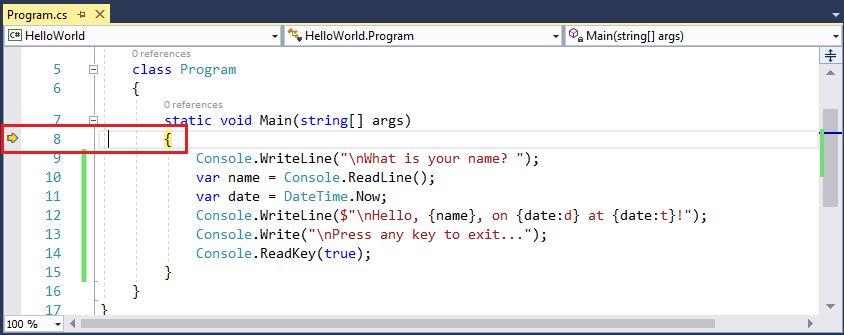 Program.cs
C# HelloWorld HelloWorld.Program Main(string[] args)
0 references
5 class Program
6 {
0 references
7 static void Main(string[] args)
8 {
9 Console.WriteLine("\nWhat is your name? ");
10 var name = Console.ReadLine();
11 var date = DateTime.Now;
12 Console.WriteLine($"\nHello, {name}, on {date:d} at {date:t}!");
13 Console.Write("\nPress any key to exit...");
14 Console.ReadKey(true);
15 }
16 }
17 }
100 %